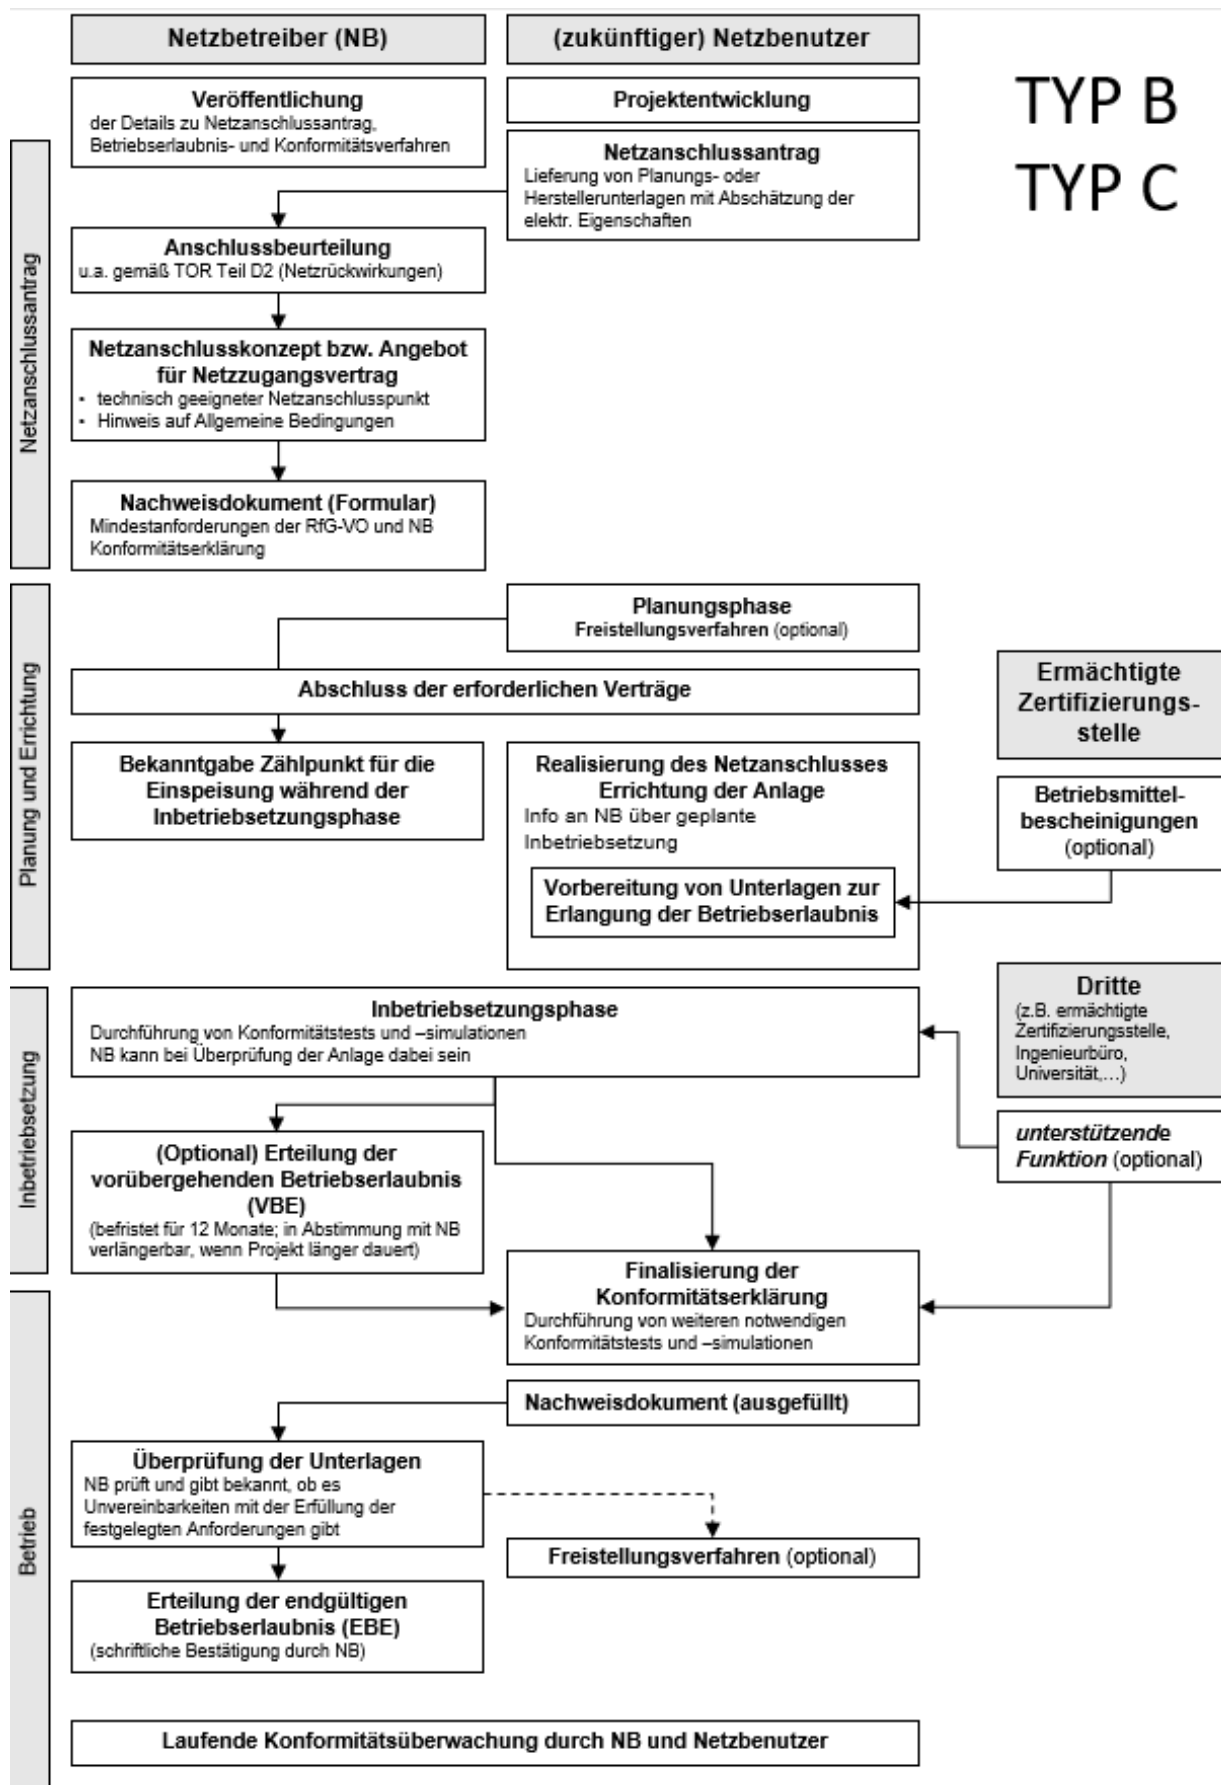 Netzbetreiber (NB)
(zukünftiger) Netzbenutzer
TYP B
TYP C
Veröffentlichung
der Details zu Netzanschlussantrag,
Betriebserlaubnis- und Konformitätsverfahren
Projektentwicklung
Netzanschlussantrag
Netzanschlussantrag
Lieferung von Planungs- oder
Herstellerunterlagen mit Abschätzung der
elektr. Eigenschaften
Anschlussbeurteilung
u.a. gemäß TOR Teil D2 (Netzrückwirkungen)
Netzanschlusskonzept bzw. Angebot
für Netzzugangsvertrag
▪ technisch geeigneter Netzanschlusspunkt
▪ Hinweis auf Allgemeine Bedingungen
Nachweisdokument (Formular)
Mindestanforderungen der RfG-VO und NB
Konformitätserklärung
Planung und Errichtung
Planungsphase
Freistellungsverfahren (optional)
Abschluss der erforderlichen Verträge
Ermächtigte
Zertifizierungs-
stelle
Bekanntgabe Zählpunkt für die
Einspeisung während der
Inbetriebsetzungsphase
Realisierung des Netzanschlusses
Errichtung der Anlage
Info an NB über geplante
Inbetriebsetzung
Vorbereitung von Unterlagen zur
Erlangung der Betriebserlaubnis
Betriebsmittel-
bescheinigungen
(optional)
Inbetriebsetzung
Inbetriebsetzungsphase
Durchführung von Konformitätstests und –simulationen
NB kann bei Überprüfung der Anlage dabei sein
Dritte
(z.B. ermächtigte
Zertifizierungsstelle,
Ingenieurbüro,
Universität,...)
unterstützende
Funktion (optional)
(Optional) Erteilung der
vorübergehenden Betriebserlaubnis
(VBE)
(befristet für 12 Monate; in Abstimmung mit NB
verlängerbar, wenn Projekt länger dauert)
Finalisierung der
Konformitätserklärung
Durchführung von weiteren notwendigen
Konformitätstests und –simulationen
Betrieb
Nachweisdokument (ausgefüllt)
Überprüfung der Unterlagen
NB prüft und gibt bekannt, ob es
Unvereinbarkeiten mit der Erfüllung der
festgelegten Anforderungen gibt
Freistellungsverfahren (optional)
Erteilung der endgültigen
Betriebserlaubnis (EBE)
(schriftliche Bestätigung durch NB)
Laufende Konformitätsüberwachung durch NB und Netzbenutzer